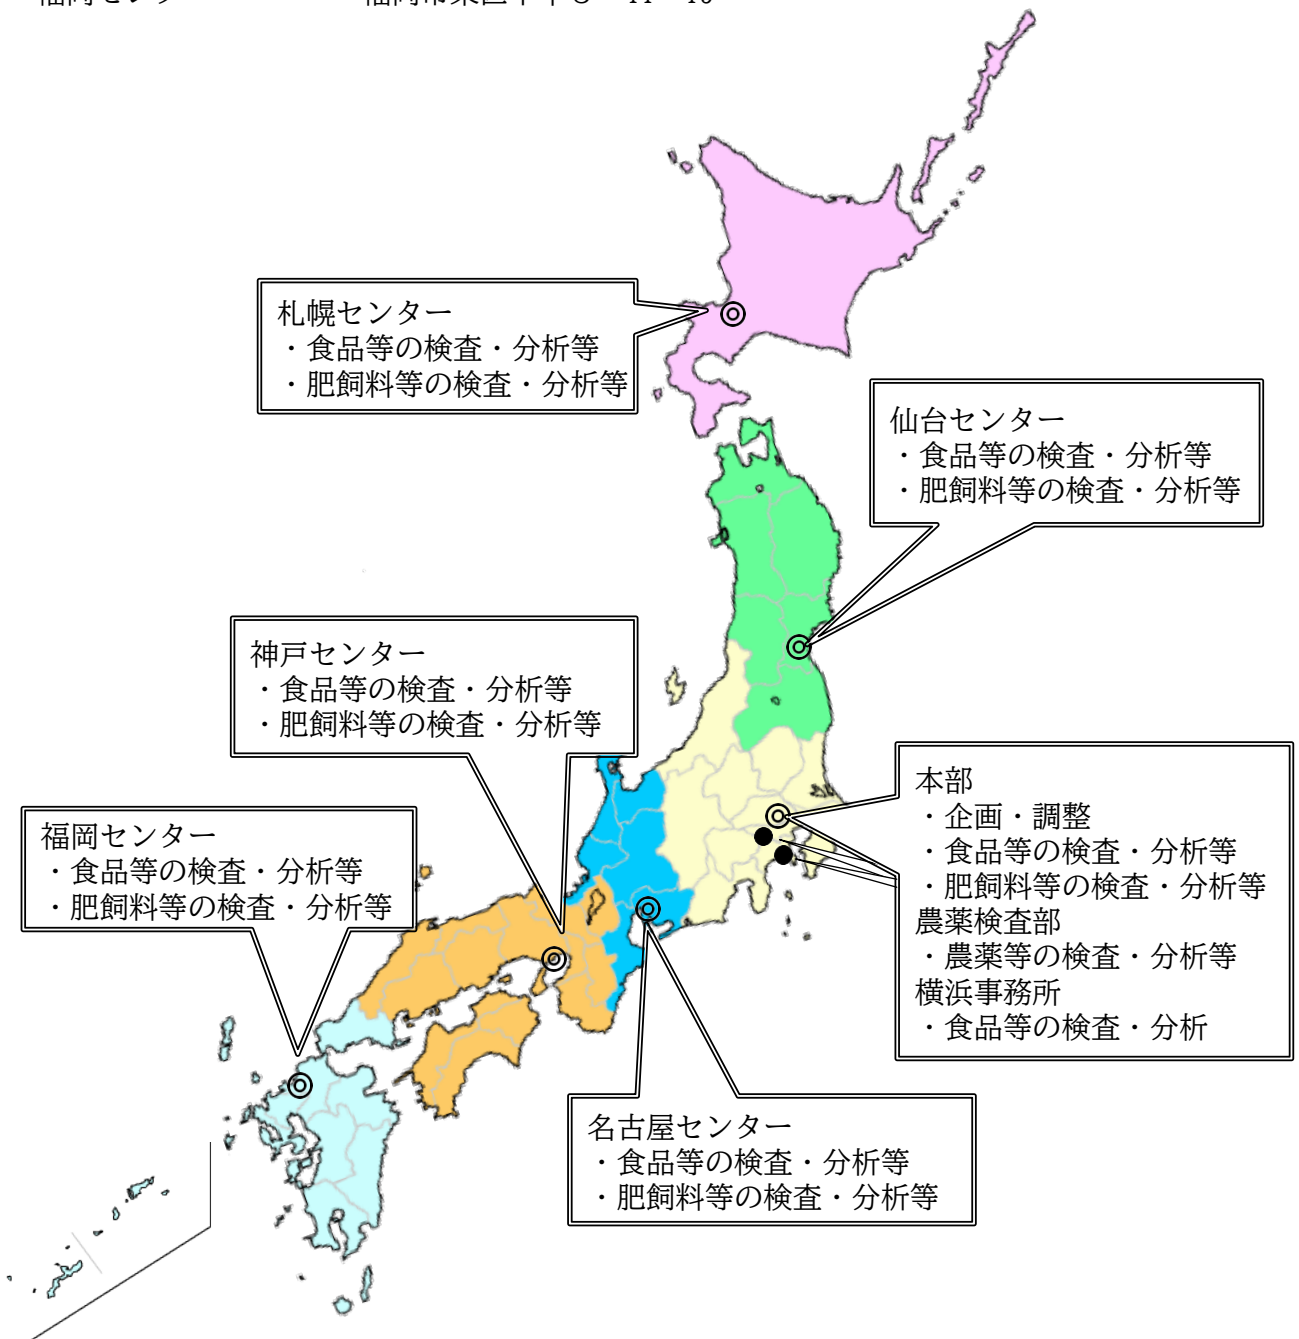 札幌センター
・食品等の検査・分析等
・肥飼料等の検査・分析等
仙台センター
・食品等の検査・分析等
・肥飼料等の検査・分析等
神戸センター
・食品等の検査・分析等
・肥飼料等の検査・分析等
本部
・企画・調整
・食品等の検査・分析等
・肥飼料等の検査・分析等
農薬検査部
・農薬等の検査・分析等
横浜事務所
・食品等の検査・分析
福岡センター
・食品等の検査・分析等
・肥飼料等の検査・分析等
名古屋センター
・食品等の検査・分析等
・肥飼料等の検査・分析等